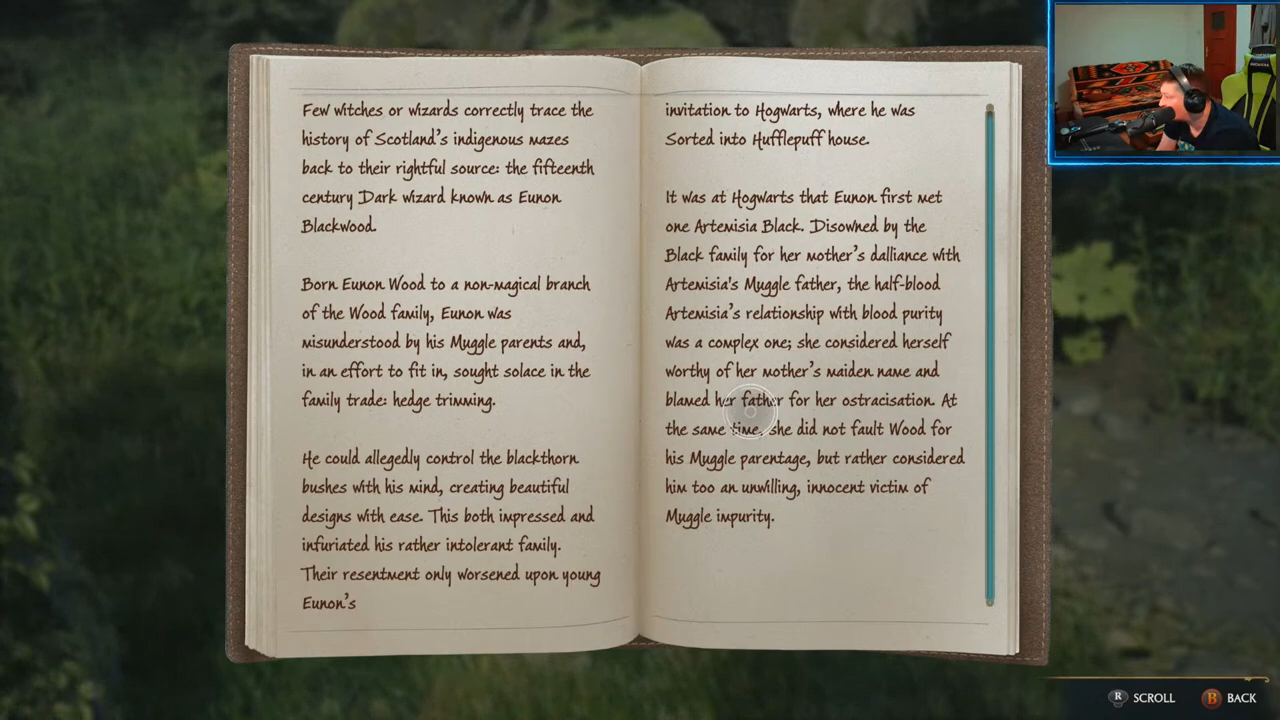 Few witches or wizards correctly trace the
history of Scotland's indigenous mazes
back to their rightful source: the fifteenth
century Dark wizard known as Eunon
Blackwood.
Born Eunon Wood to a non-magical branch
of the Wood family, Eunon was
misunderstood by his Muggle parents and,
in an effort to fit in, sought solace in the
family trade: hedge trimming.
He could allegedly control the blackthorn
bushes with his mind, creating beautiful
designs with ease. This both impressed and
infuriated his rather intolerant family.
Their resentment only worsened upon young
Eunon's
invitation to Hogwarts, where he was
Sorted into Hufflepuff house.
It was at Hogwarts that Eunon first met
one Artemisia Black. Disowned by the
Black family for her mother's dalliance with
Artemisia's Muggle father, the half-blood
Artemisia's relationship with blood purity
was a complex one; she considered herself
worthy of her mother's maiden name and
blamed her father for her ostracisation. At
the same time, she did not fault Wood for
his Muggle parentage, but rather considered
him too an unwilling, innocent victim of
Muggle impurity.
R SCROLL B BACK